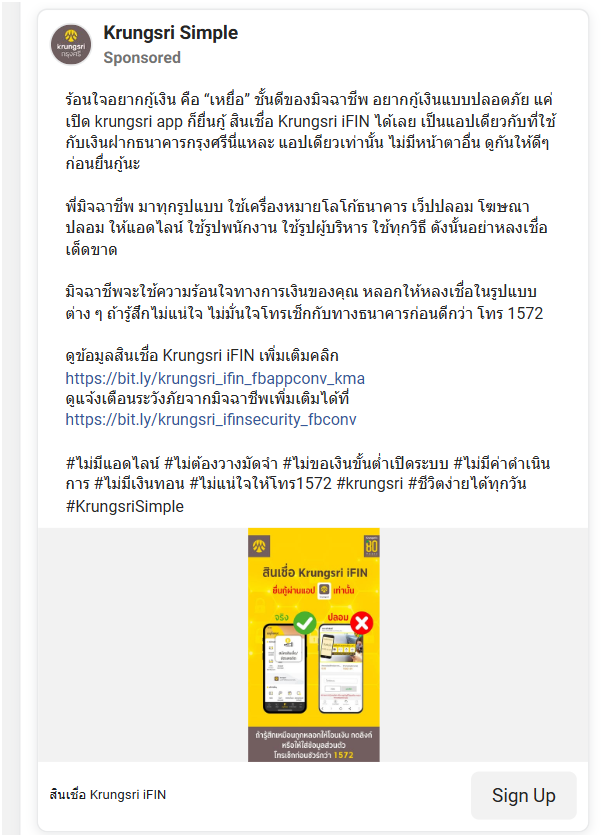 Krungsri Simple
Sponsored
krungsri
กรุงศรี
ร้อนใจอยากกู้เงิน คือ “เหยื่อ” ชั้นดีของมิจฉาชีพ อยากกู้เงินแบบปลอดภัย แค่
เปิด krungsri app ก็ยื่นกู้ สินเชื่อ Krungsri iFIN ได้เลย เป็นแอปเดียวกับที่ใช้
กับเงินฝากธนาคารกรุงศรีนี่แหละ แอปเดียวเท่านั้น ไม่มีหน้าตาอื่น ดูกันให้ดีๆ
ก่อนยื่นกู้นะ
พี่มิจฉาชีพ มาทุกรูปแบบ ใช้เครื่องหมายโลโก้ธนาคาร เว็ปปลอม โฆษณา
ปลอม ให้แอดไลน์ ใช้รูปพนักงาน ใช้รูปผู้บริหาร ใช้ทุกวิธี ดังนั้นอย่าหลงเชื่อ
เด็ดขาด
มิจฉาชีพจะใช้ความร้อนใจทางการเงินของคุณ หลอกให้หลงเชื่อในรูปแบบ
ต่าง ๆ ถ้ารู้สึกไม่แน่ใจ ไม่มั่นใจโทรเช็กกับทางธนาคารก่อนดีกว่า โทร 1572
ดูข้อมูลสินเชื่อ Krungsri iFIN เพิ่มเติมคลิก
https://bit.ly/krungsri_ifin_fbappconv_kma
ดูแจ้งเตือนระวังภัยจากมิจฉาชีพเพิ่มเติมได้ที่
https://bit.ly/krungsri_ifinsecurity_fbconv
#ไม่มีแอดไลน์ #ไม่ต้องวางมัดจำ #ไม่ขอเงินขั้นต่ำเปิดระบบ #ไม่มีค่าดำเนิน
การ #ไม่มีเงินทอน #ไม่แน่ใจให้โทร1572 #krungsri #ชีวิตง่ายได้ทุกวัน
#KrungsriSimple
สินเชื่อ Krungsri iFIN
ยื่นกู้ผ่านแอป เท่านั้น
จริง ปลอม
ถ้ารู้สึกเหมือนถูกหลอกให้โอนเงิน กดลิงก์
หรือให้ใส่ข้อมูลส่วนตัว
โทรเช็กก่อนชัวร์กว่า 1572
สินเชื่อ Krungsri iFIN
Sign Up